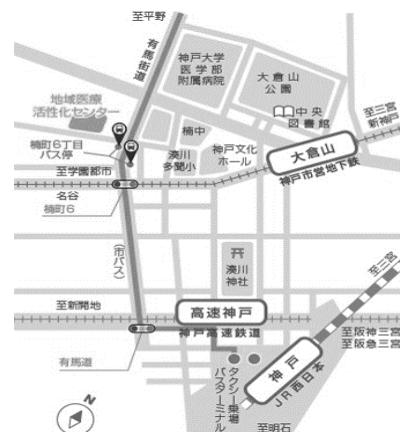 至平野
有馬街道
神戸大学
医学部
附属病院
大倉山
公園
中央
図書館
地域医療
活性化センター
楠町6丁目
バス停
楠中
湊川
多聞小
神戸文化
ホール
大倉山
神戸市営地下鉄
至三宮
新神戸
至学園都市
名谷
楠町6
(市バス)
湊川
神社
至三宮
至新開地
高速神戸
神戸高速鉄道
至阪神三宮
至阪急三宮
有馬道
神戸
JR西日本
タクシー乗場
バスターミナル
至明石
N